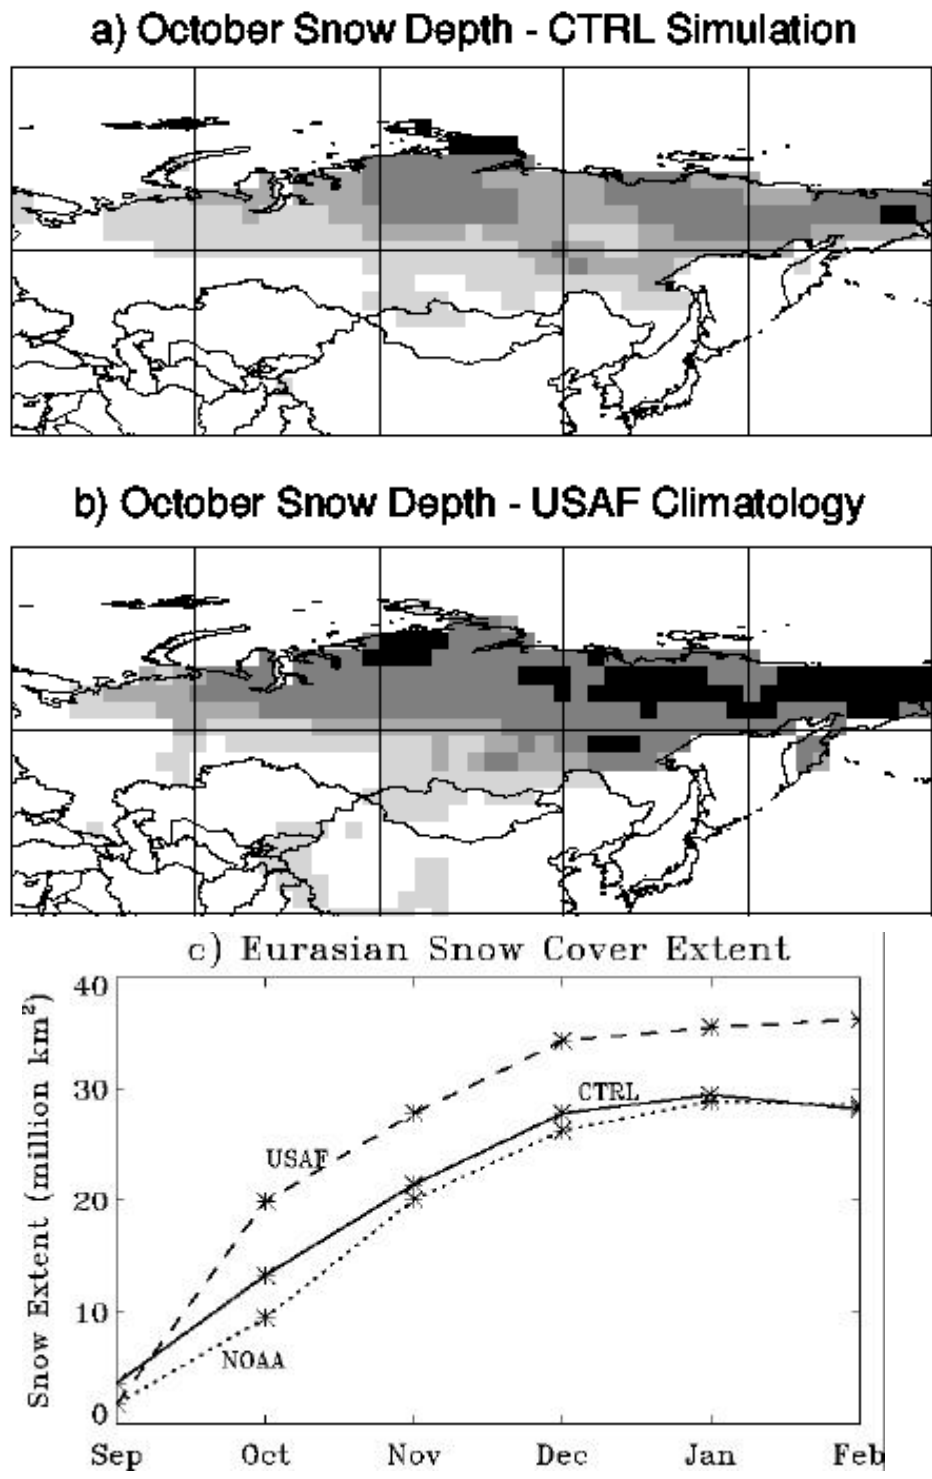 a) October Snow Depth - CTRL Simulation
b) October Snow Depth - USAF Climatology
c) Eurasian Snow Cover Extent
Snow Extent (million km²)
40
30
20
10
0
CTRL
USAF
NOAA
Sep Oct Nov Dec Jan Feb